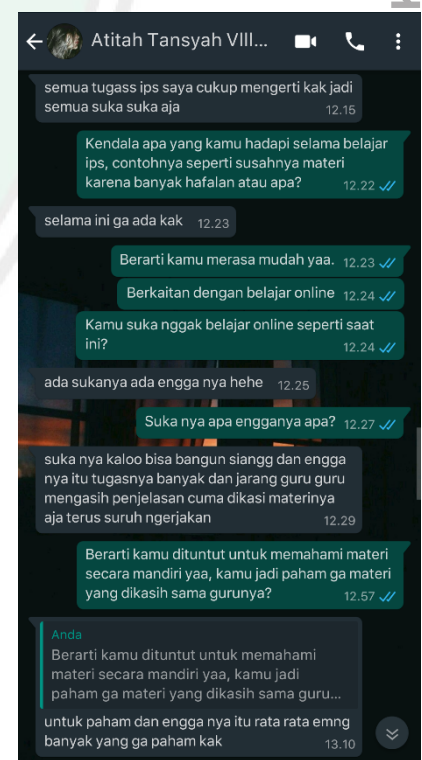 Atitah Tansyah VIII...
semua tugass ips saya cukup mengerti kak jadi
semua suka suka aja
12.15
Kendala apa yang kamu hadapi selama belajar
ips, contohnya seperti susahnya materi
karena banyak hafalan atau apa?
12.22
selama ini ga ada kak 12.23
Berarti kamu merasa mudah yaa. 12.23
Berkaitan dengan belajar online 12.24
Kamu suka nggak belajar online seperti saat
ini?
12.24
ada sukanya ada engga nya hehe 12.25
Suka nya apa engganya apa? 12.27
suka nya kaloo bisa bangun siangg dan engga
nya itu tugasnya banyak dan jarang guru guru
mengasih penjelasan cuma dikasi materinya
aja terus suruh ngerjakan
12.29
Berarti kamu dituntut untuk memahami materi
secara mandiri yaa, kamu jadi paham ga materi
yang dikasih sama gurunya?
12.57
Anda
Berarti kamu dituntut untuk memahami
materi secara mandiri yaa, kamu jadi
paham ga materi yang dikasih sama guru...
untuk paham dan engga nya itu rata rata emng
banyak yang ga paham kak
13.10